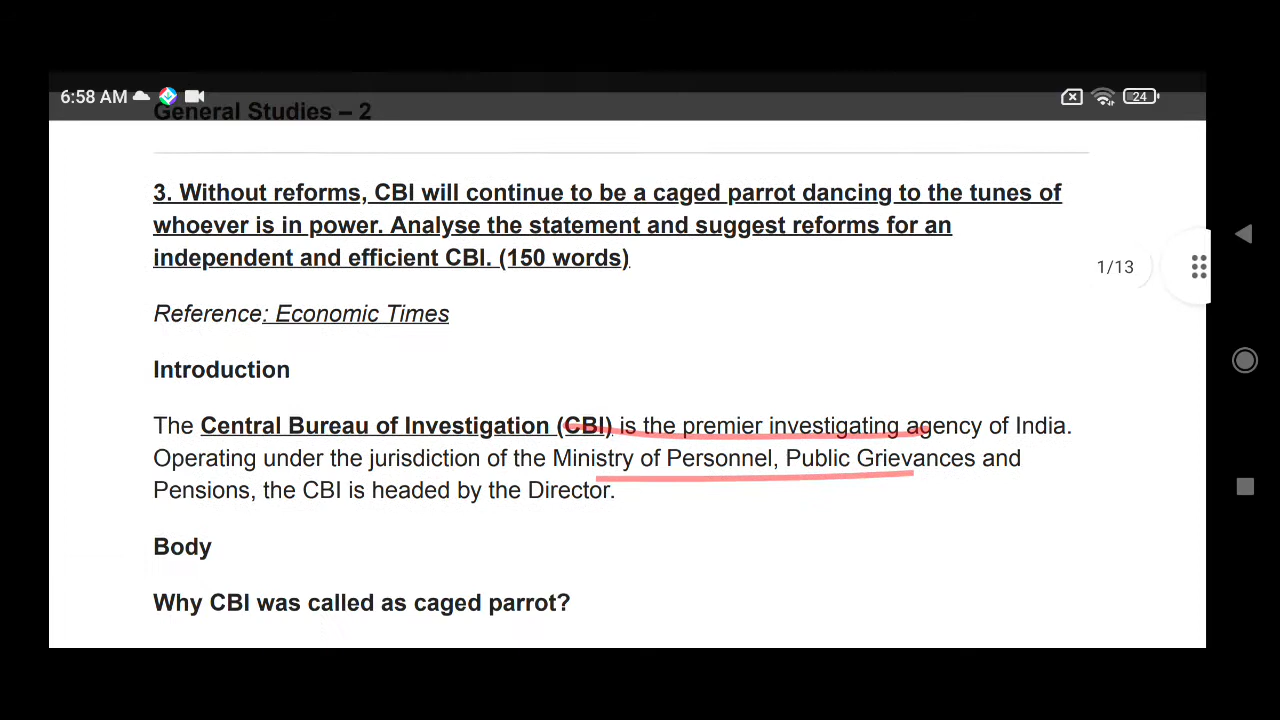 6:58 AM
24
General Studies – 2
3. Without reforms, CBI will continue to be a caged parrot dancing to the tunes of
whoever is in power. Analyse the statement and suggest reforms for an
independent and efficient CBI. (150 words)
1/13
Reference: Economic Times
Introduction
The Central Bureau of Investigation (CBI) is the premier investigating agency of India.
Operating under the jurisdiction of the Ministry of Personnel, Public Grievances and
Pensions, the CBI is headed by the Director.
Body
Why CBI was called as caged parrot?